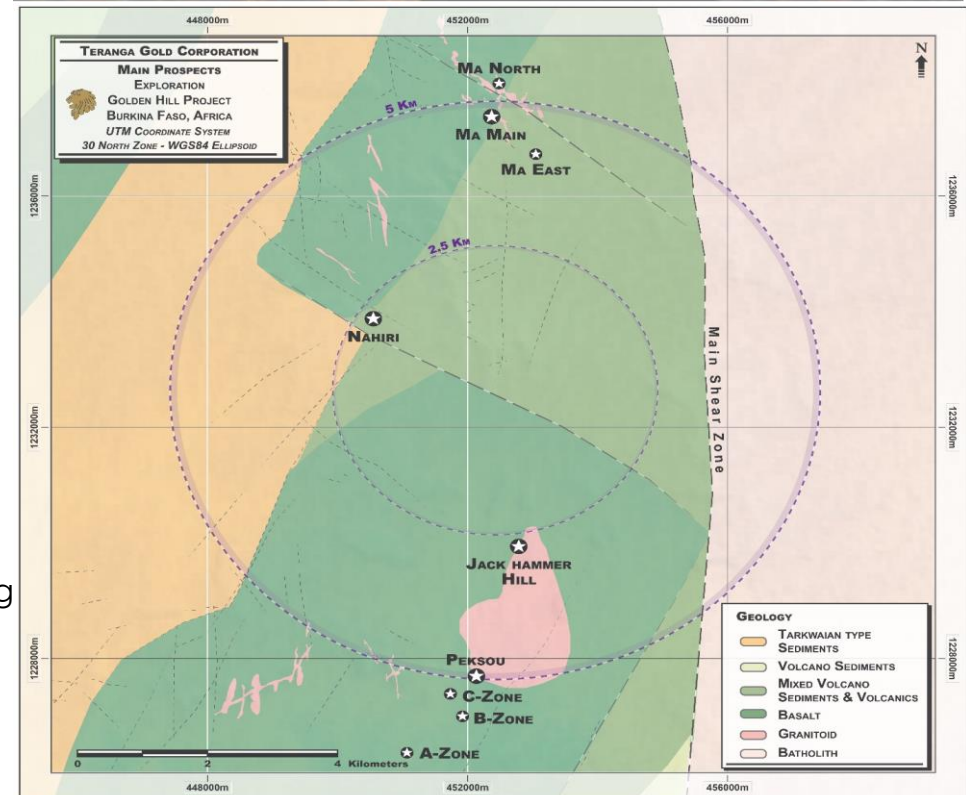 448000m
452000m
456000m
TERANGA GOLD CORPORATION
MAIN PROSPECTS
EXPLORATION
GOLDEN HILL PROJECT
BURKINA FASO, AFRICA
UTM COORDINATE SYSTEM
30 NORTH ZONE - WGS84 ELLIPSOID
N
MA NORTH
5 KM
MA MAIN
MA EAST
1236000m
1236000m
2.5 KM
NAHIRI
Main Shear Zone
1232000m
1232000m
JACK HAMMER
HILL
g
PEKSOU
C-ZONE
B-ZONE
A-ZONE
1228000m
1228000m
GEOLOGY
TARKWAIAN TYPE
SEDIMENTS
VOLCANO SEDIMENTS
MIXED VOLCANO
SEDIMENTS & VOLCANICS
BASALT
GRANITOID
BATHOLITH
0 2 4 Kilometers
448000m
452000m
456000m